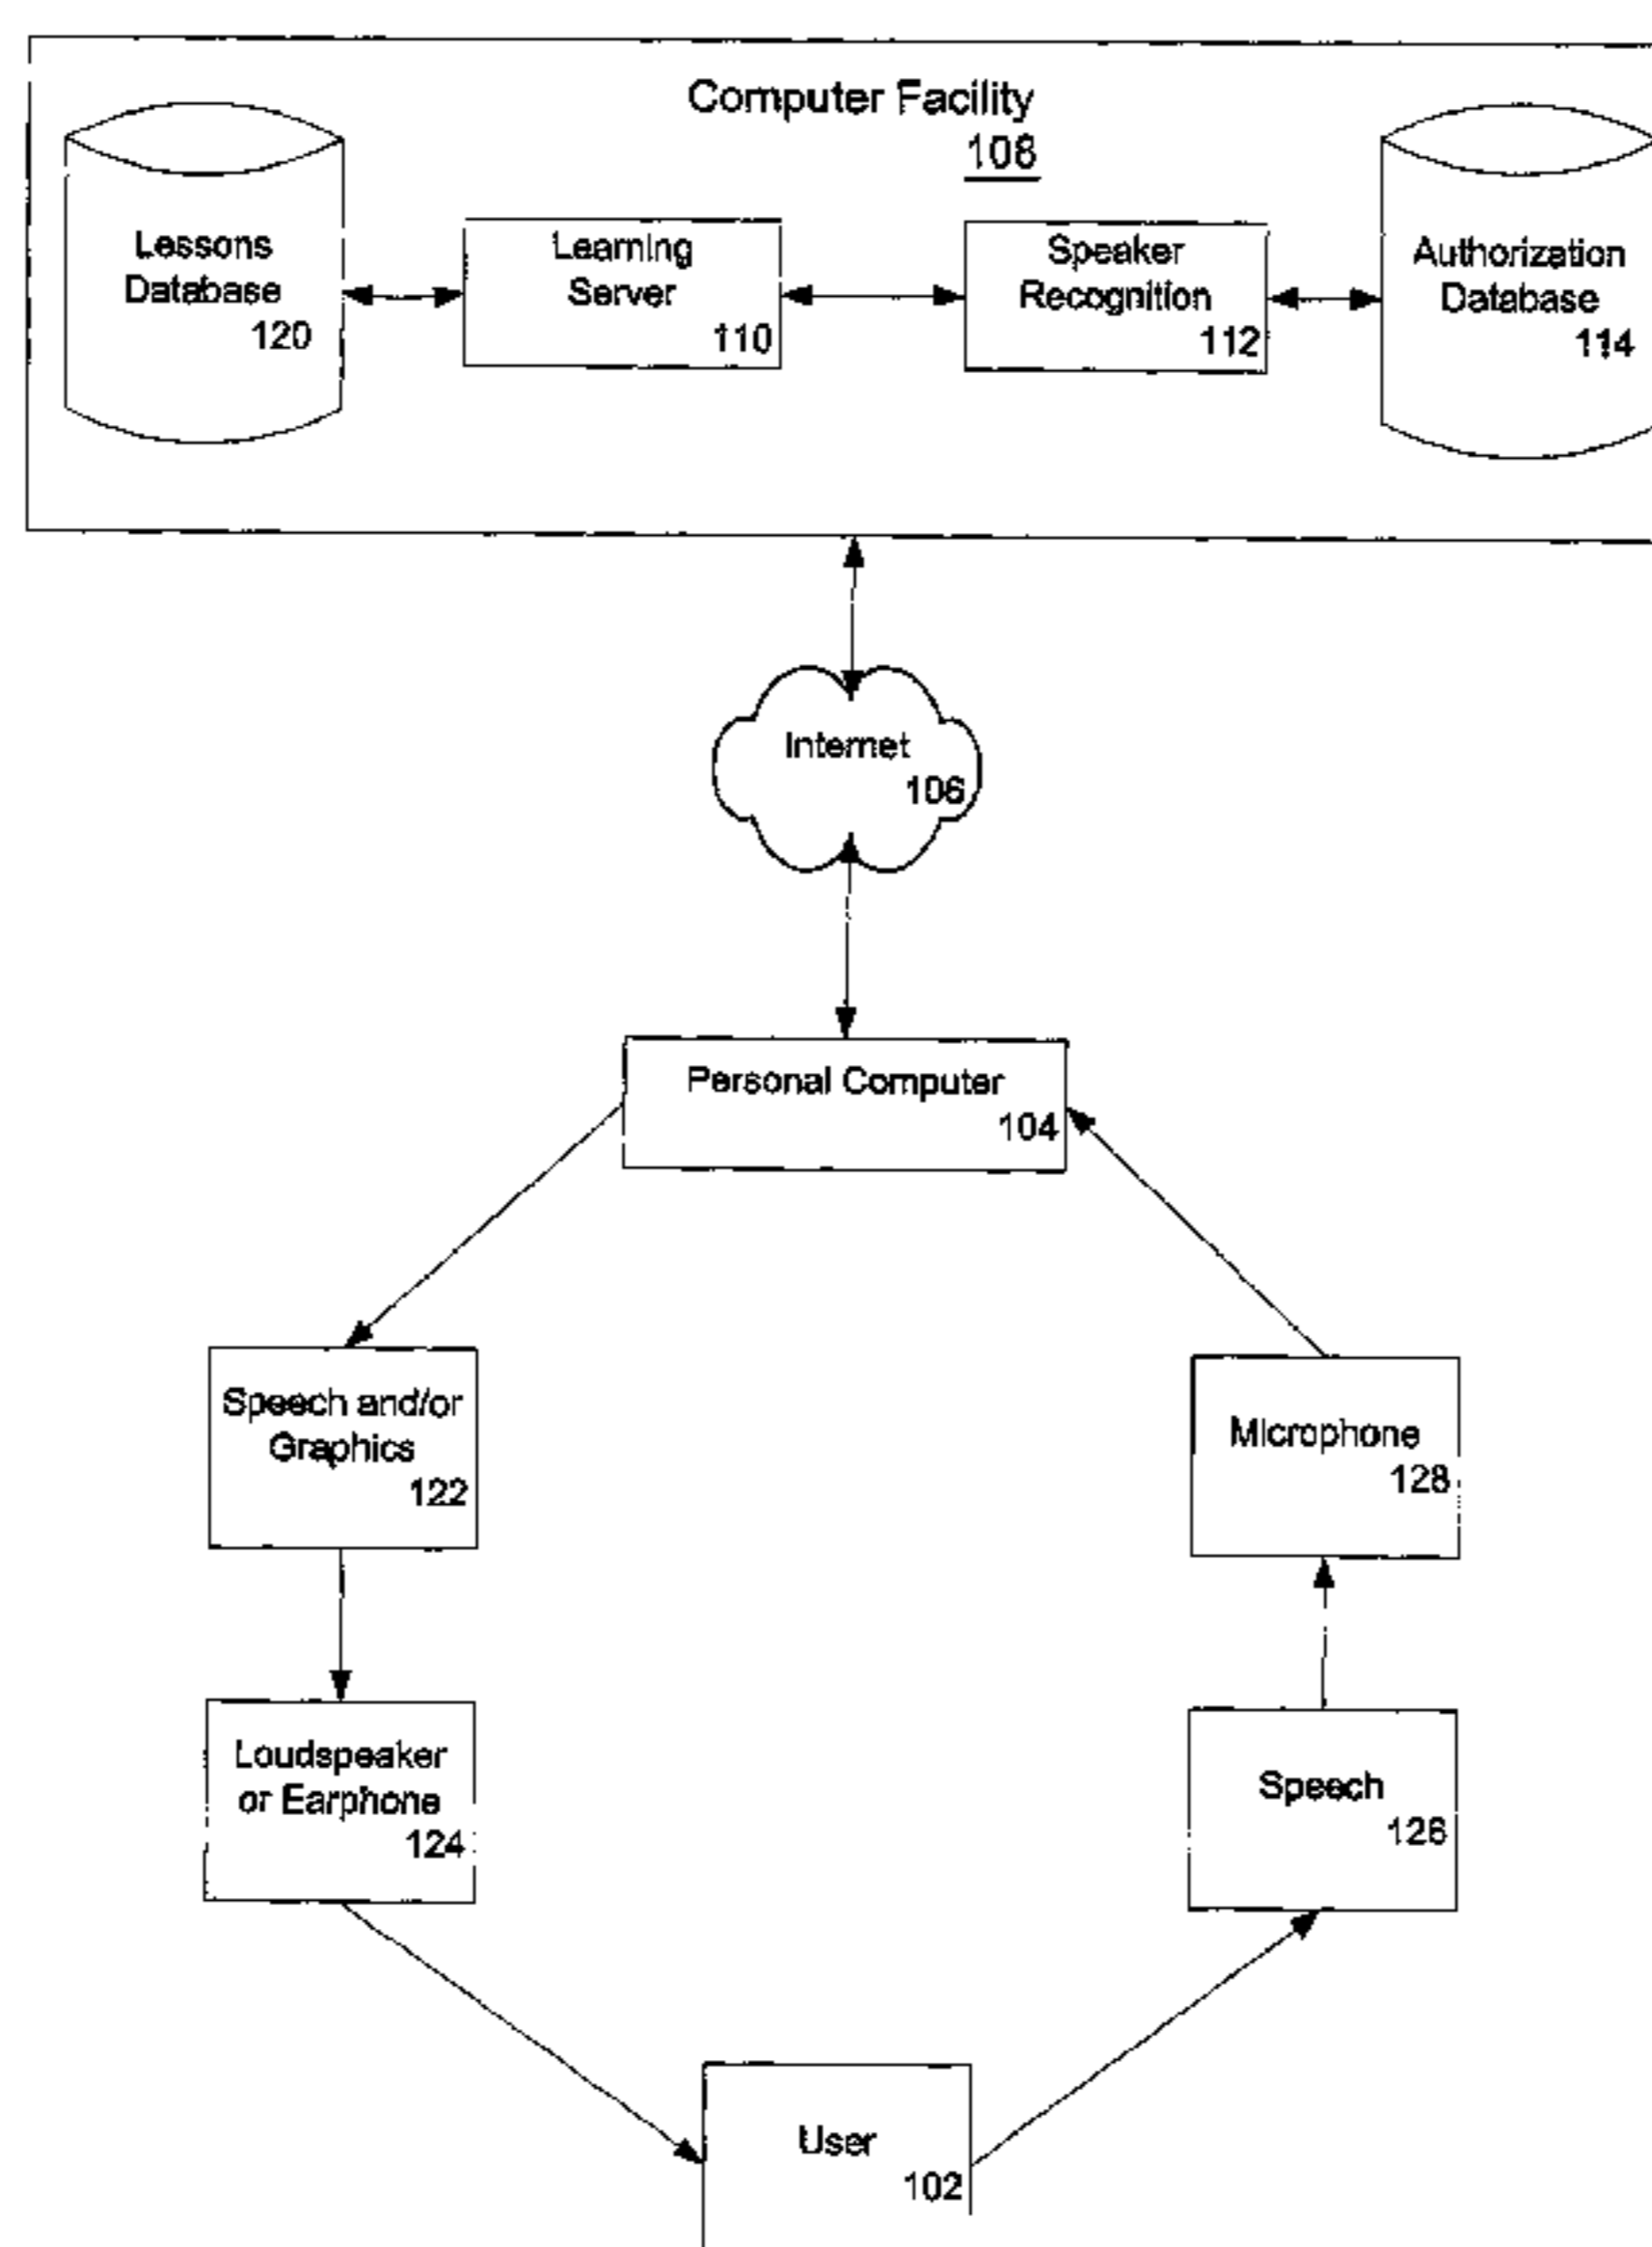 Computer Facility
108
Lessons
Database
120
Learning
Server
110
Speaker
Recognition
112
Authorization
Database
114
Internet
106
Personal Computer
104
Speech and/or
Graphics
122
Microphone
128
Loudspeaker
or Earphone
124
Speech
126
User
102